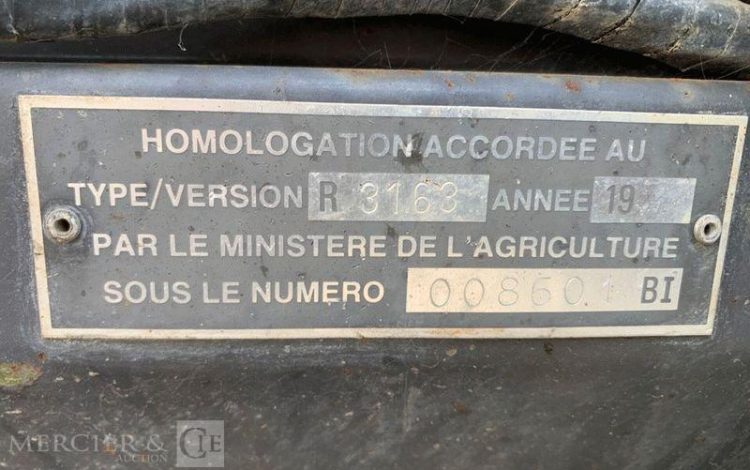 HOMOLOGATION ACCORDEE AU
TYPE/VERSION R 3163 ANNEE 19
PAR LE MINISTERE DE L'AGRICULTURE
SOUS LE NUMERO 008601 BI
MERCIER & CIE
AUCTION